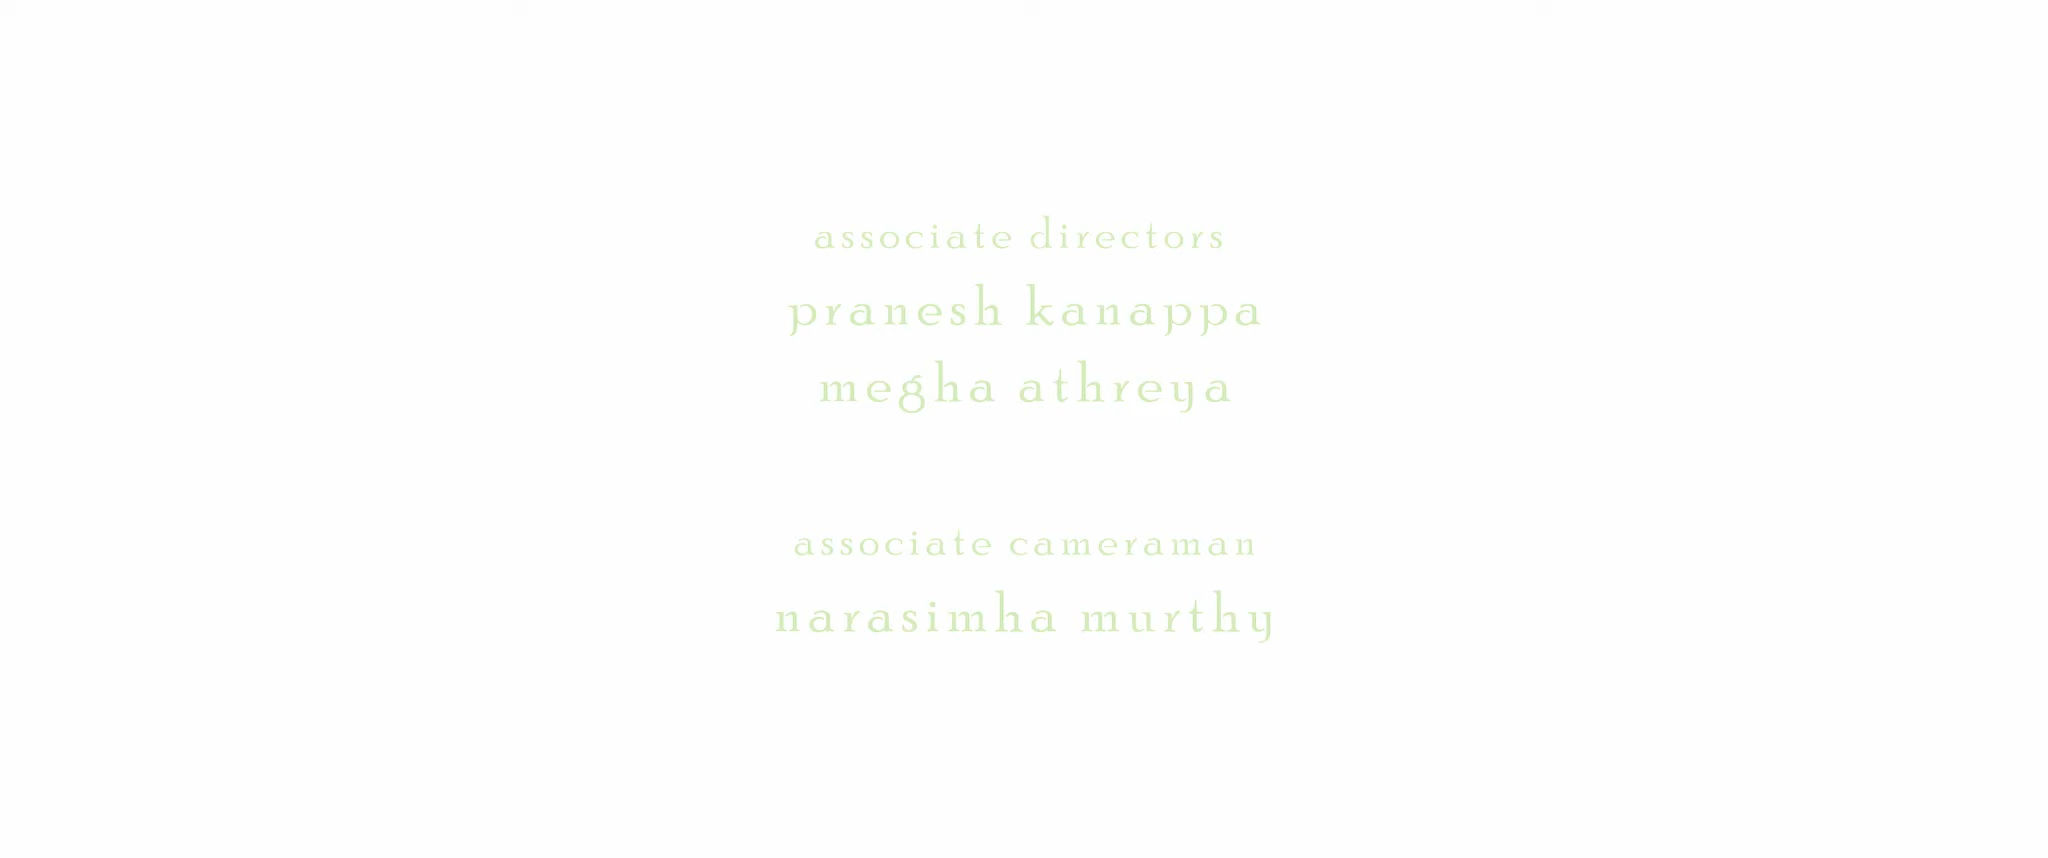 associate directors
pranesh kanappa
megha athreya
associate cameraman
narasimha murthy